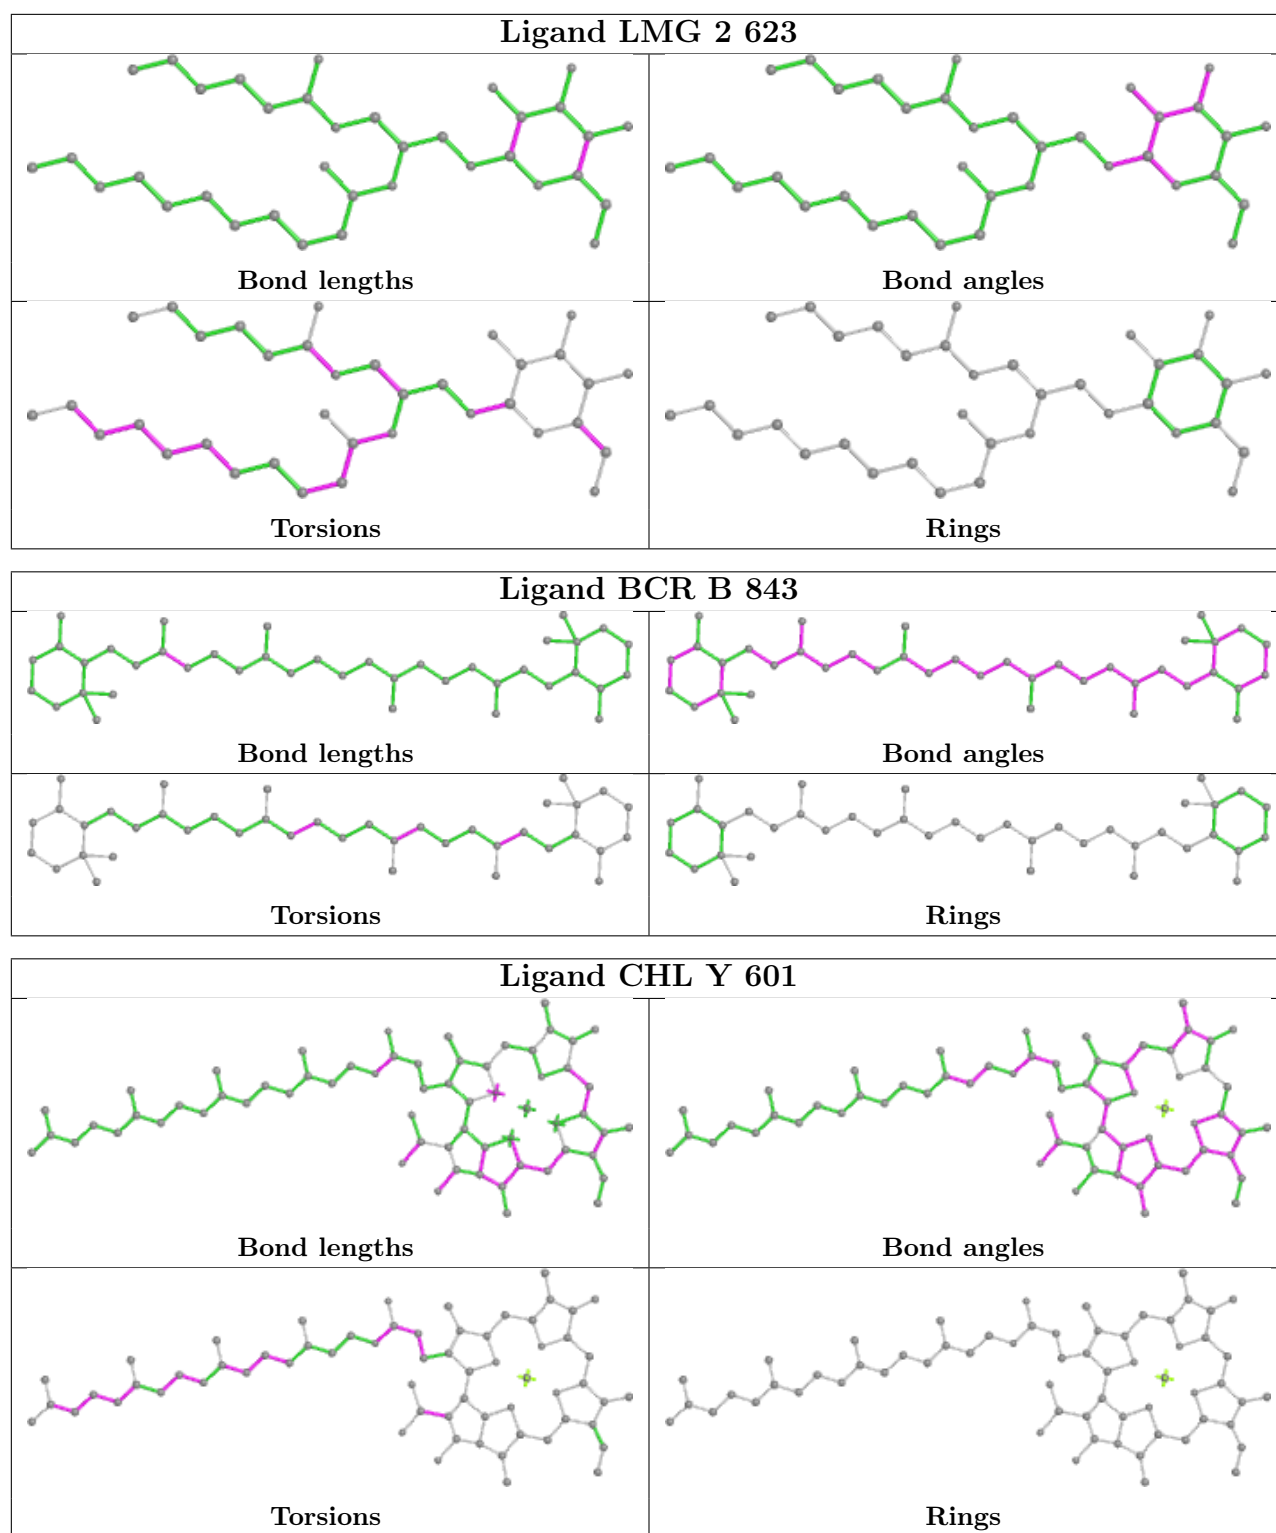 Ligand LMG 2 623
Bond lengths
Bond angles
Torsions
Rings
Ligand BCR B 843
Bond lengths
Bond angles
Torsions
Rings
Ligand CHL Y 601
Bond lengths
Bond angles
Torsions
Rings